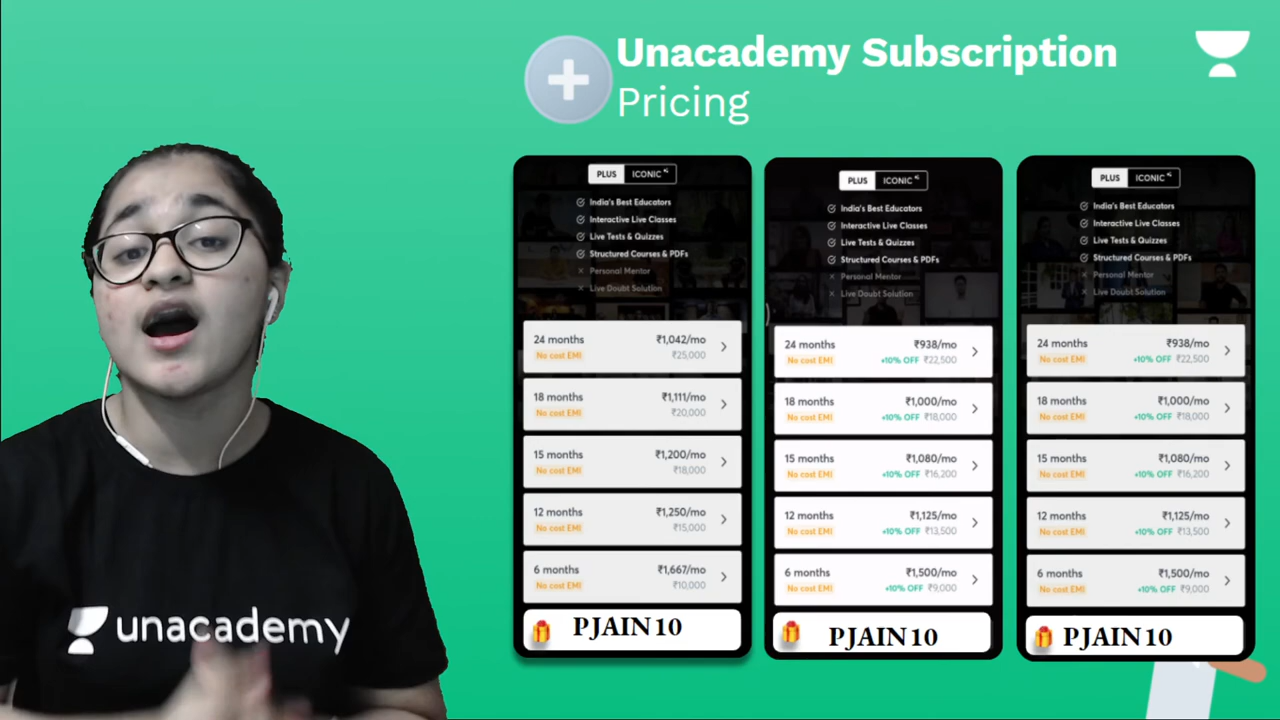 Unacademy Subscription
Pricing
PLUS ICONIC
India's Best Educators
Interactive Live Classes
Live Tests & Quizzes
Structured Courses & PDFs
Personal Mentor
Live Doubt Solution
24 months ₹1,042/mo
No cost EMI ₹25,000
18 months ₹1,111/mo
No cost EMI ₹20,000
15 months ₹1,200/mo
No cost EMI ₹18,000
12 months ₹1,250/mo
No cost EMI ₹15,000
6 months ₹1,667/mo
No cost EMI ₹10,000
PJAIN10
PLUS ICONIC
India's Best Educators
Interactive Live Classes
Live Tests & Quizzes
Structured Courses & PDFs
Personal Mentor
Live Doubt Solution
24 months ₹938/mo
No cost EMI +10% OFF ₹22,500
18 months ₹1,000/mo
No cost EMI +10% OFF ₹18,000
15 months ₹1,080/mo
No cost EMI +10% OFF ₹16,200
12 months ₹1,125/mo
No cost EMI +10% OFF ₹13,500
6 months ₹1,500/mo
No cost EMI +10% OFF ₹9,000
PJAIN10
PLUS ICONIC
India's Best Educators
Interactive Live Classes
Live Tests & Quizzes
Structured Courses & PDFs
Personal Mentor
Live Doubt Solution
24 months ₹938/mo
No cost EMI +10% OFF ₹22,500
18 months ₹1,000/mo
No cost EMI +10% OFF ₹18,000
15 months ₹1,080/mo
No cost EMI +10% OFF ₹16,200
12 months ₹1,125/mo
No cost EMI +10% OFF ₹13,500
6 months ₹1,500/mo
No cost EMI +10% OFF ₹9,000
PJAIN10
unacademy